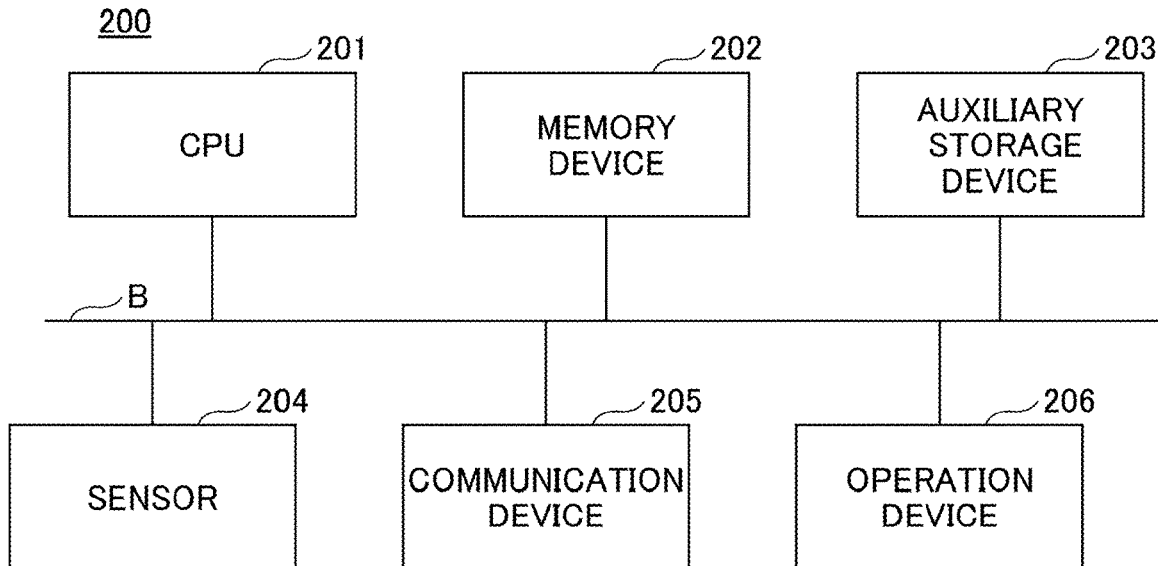 200
201
202
203
CPU
MEMORY
DEVICE
AUXILIARY
STORAGE
DEVICE
B
204
205
206
SENSOR
COMMUNICATION
DEVICE
OPERATION
DEVICE